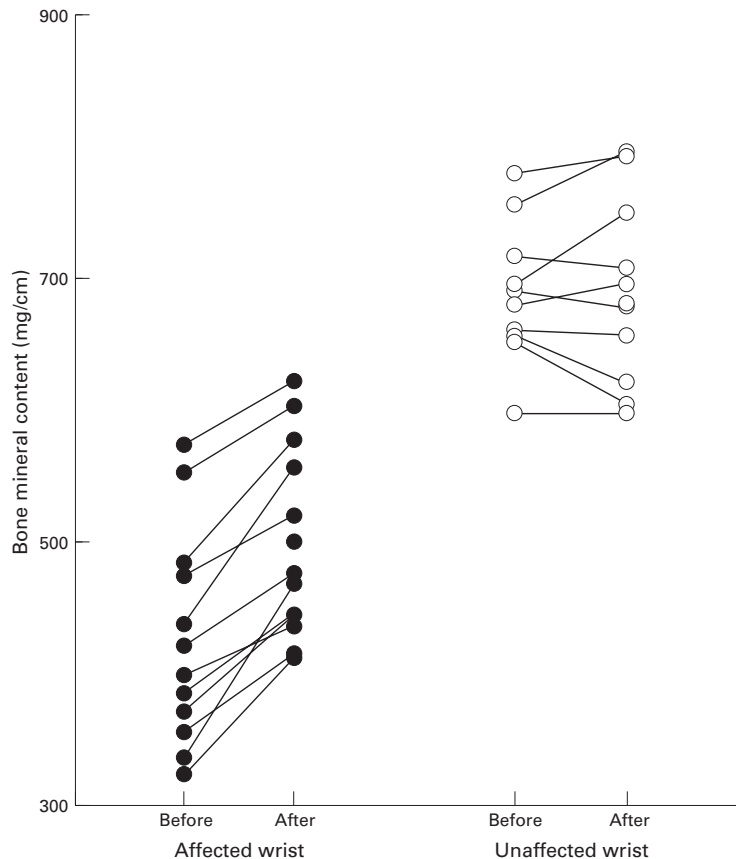 900
700
500
300
Bone mineral content (mg/cm)
Before After Before After
Affected wrist Unaffected wrist